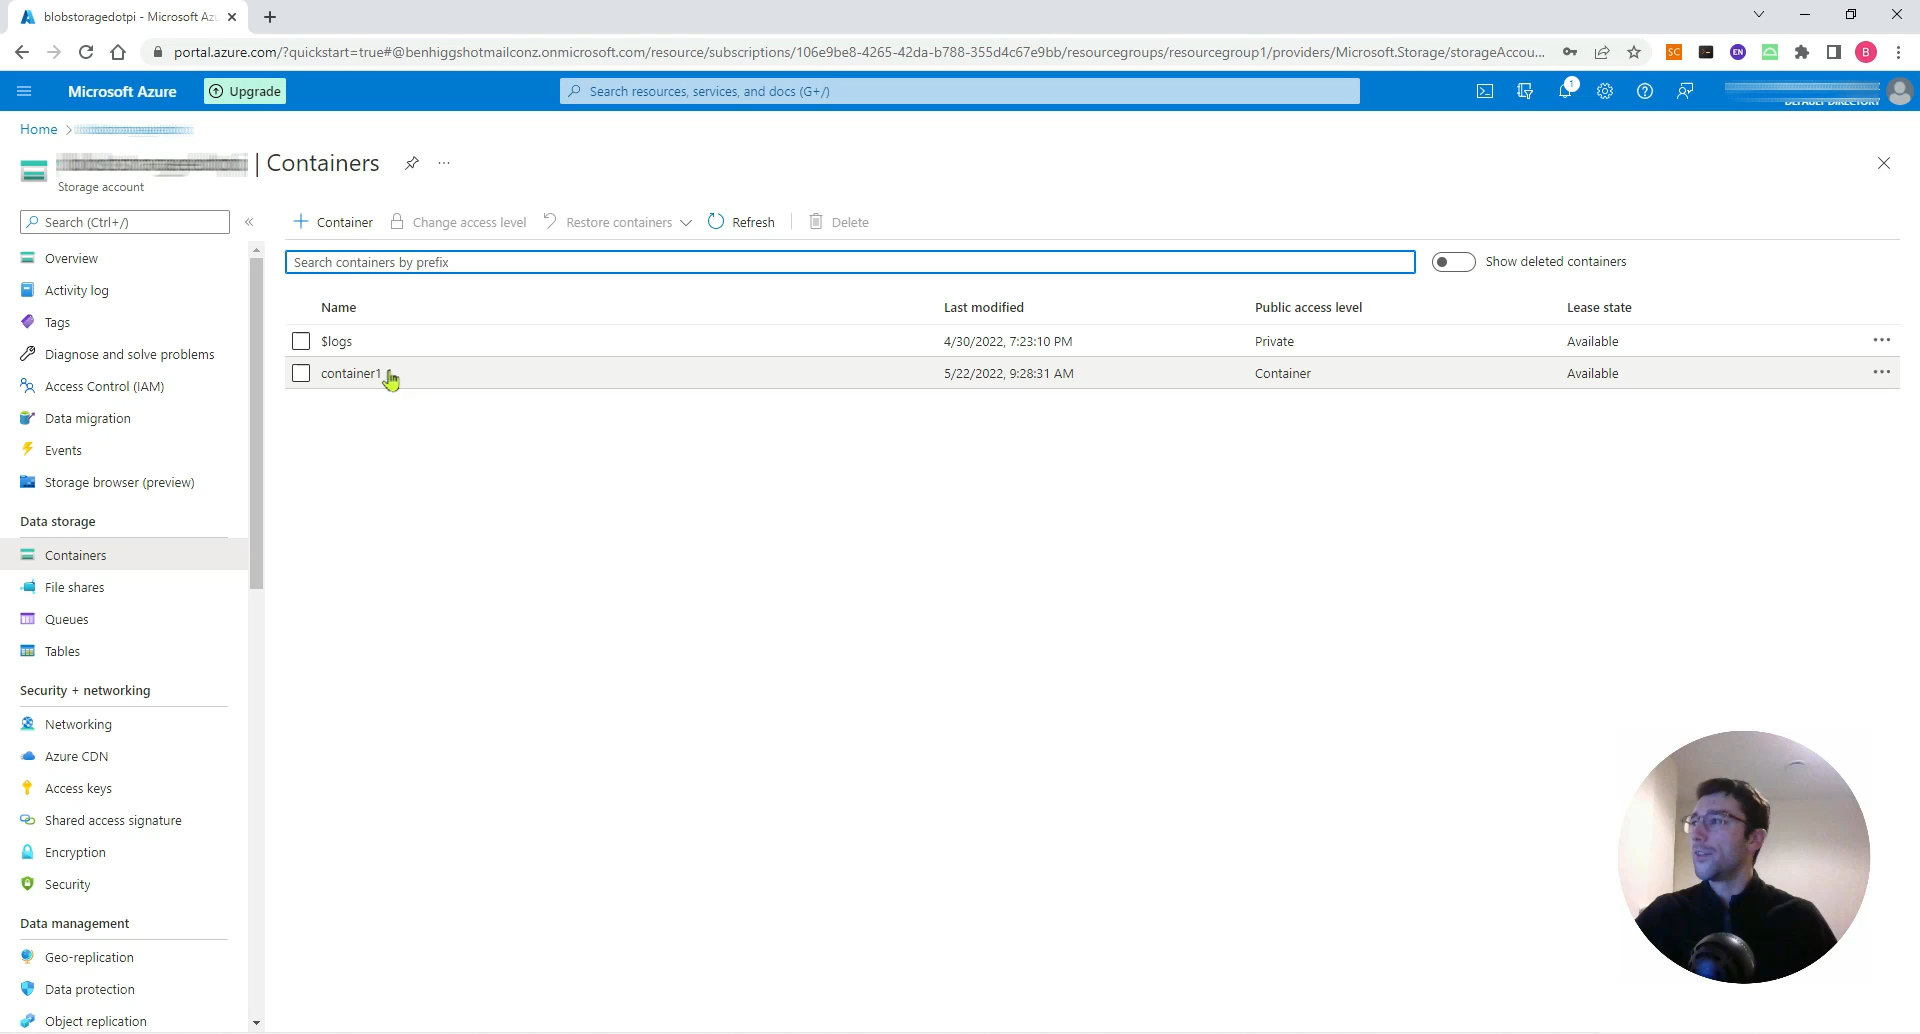 blobstoragedotpi - Microsoft Az
portal.azure.com/?quickstart=true#@benhiggshotmailconz.onmicrosoft.com/resource/subscriptions/106e9be8-4265-42da-b788-355d4c67e9bb/resourcegroups/resourcegroup1/providers/Microsoft.Storage/storageAccou...
SC
EN
B
Microsoft Azure
Upgrade
Search resources, services, and docs (G+/)
1
DEFAULT DIRECTORY
Home >
| Containers
Storage account
Search (Ctrl+/)
Container
Change access level
Restore containers
Refresh
Delete
Overview
Activity log
Tags
Diagnose and solve problems
Access Control (IAM)
Data migration
Events
Storage browser (preview)
Data storage
Containers
File shares
Queues
Tables
Security + networking
Networking
Azure CDN
Access keys
Shared access signature
Encryption
Security
Data management
Geo-replication
Data protection
Object replication
Search containers by prefix
Show deleted containers
Name Last modified Public access level Lease state
$logs 4/30/2022, 7:23:10 PM Private Available
container1 5/22/2022, 9:28:31 AM Container Available